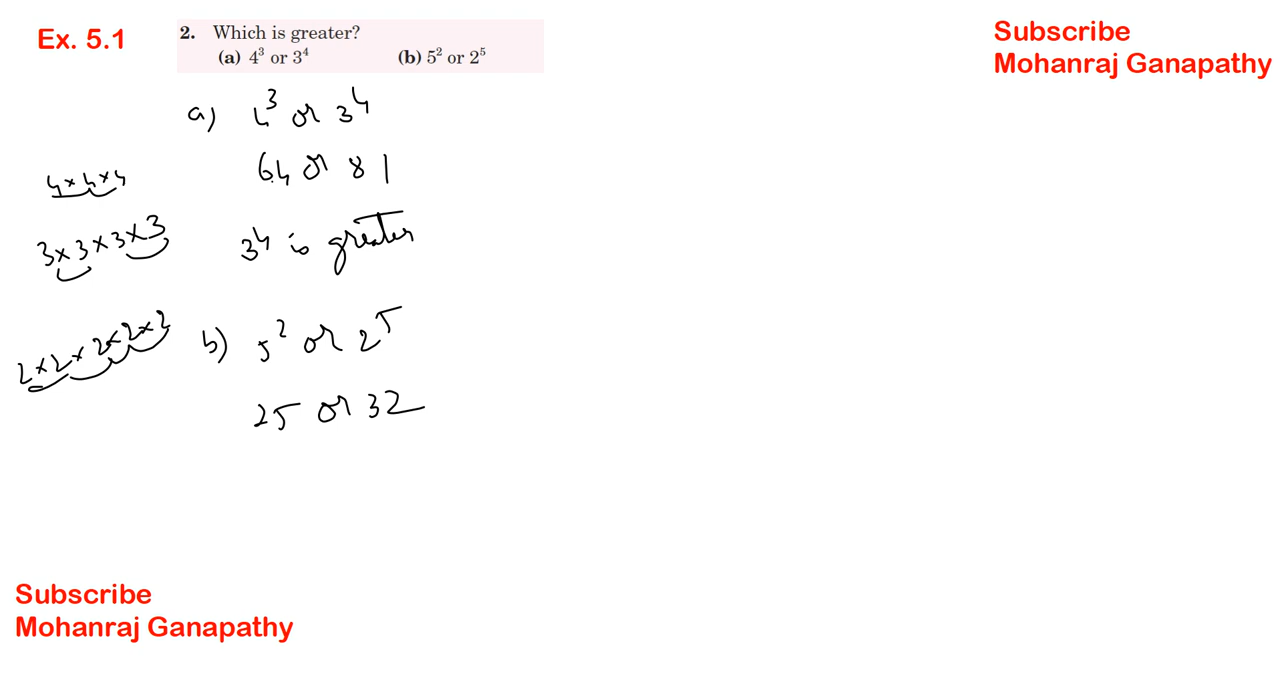 Ex. 5.1
2. Which is greater?
(a) 4³ or 3⁴ (b) 5² or 2⁵
Subscribe
Mohanraj Ganapathy
a) 4³ or 3⁴
64 or 81
4×4×4
3×3×3×3
3⁴ is greater
2×2×2×2×2
b) 5² or 2⁵
25 or 32
Subscribe
Mohanraj Ganapathy